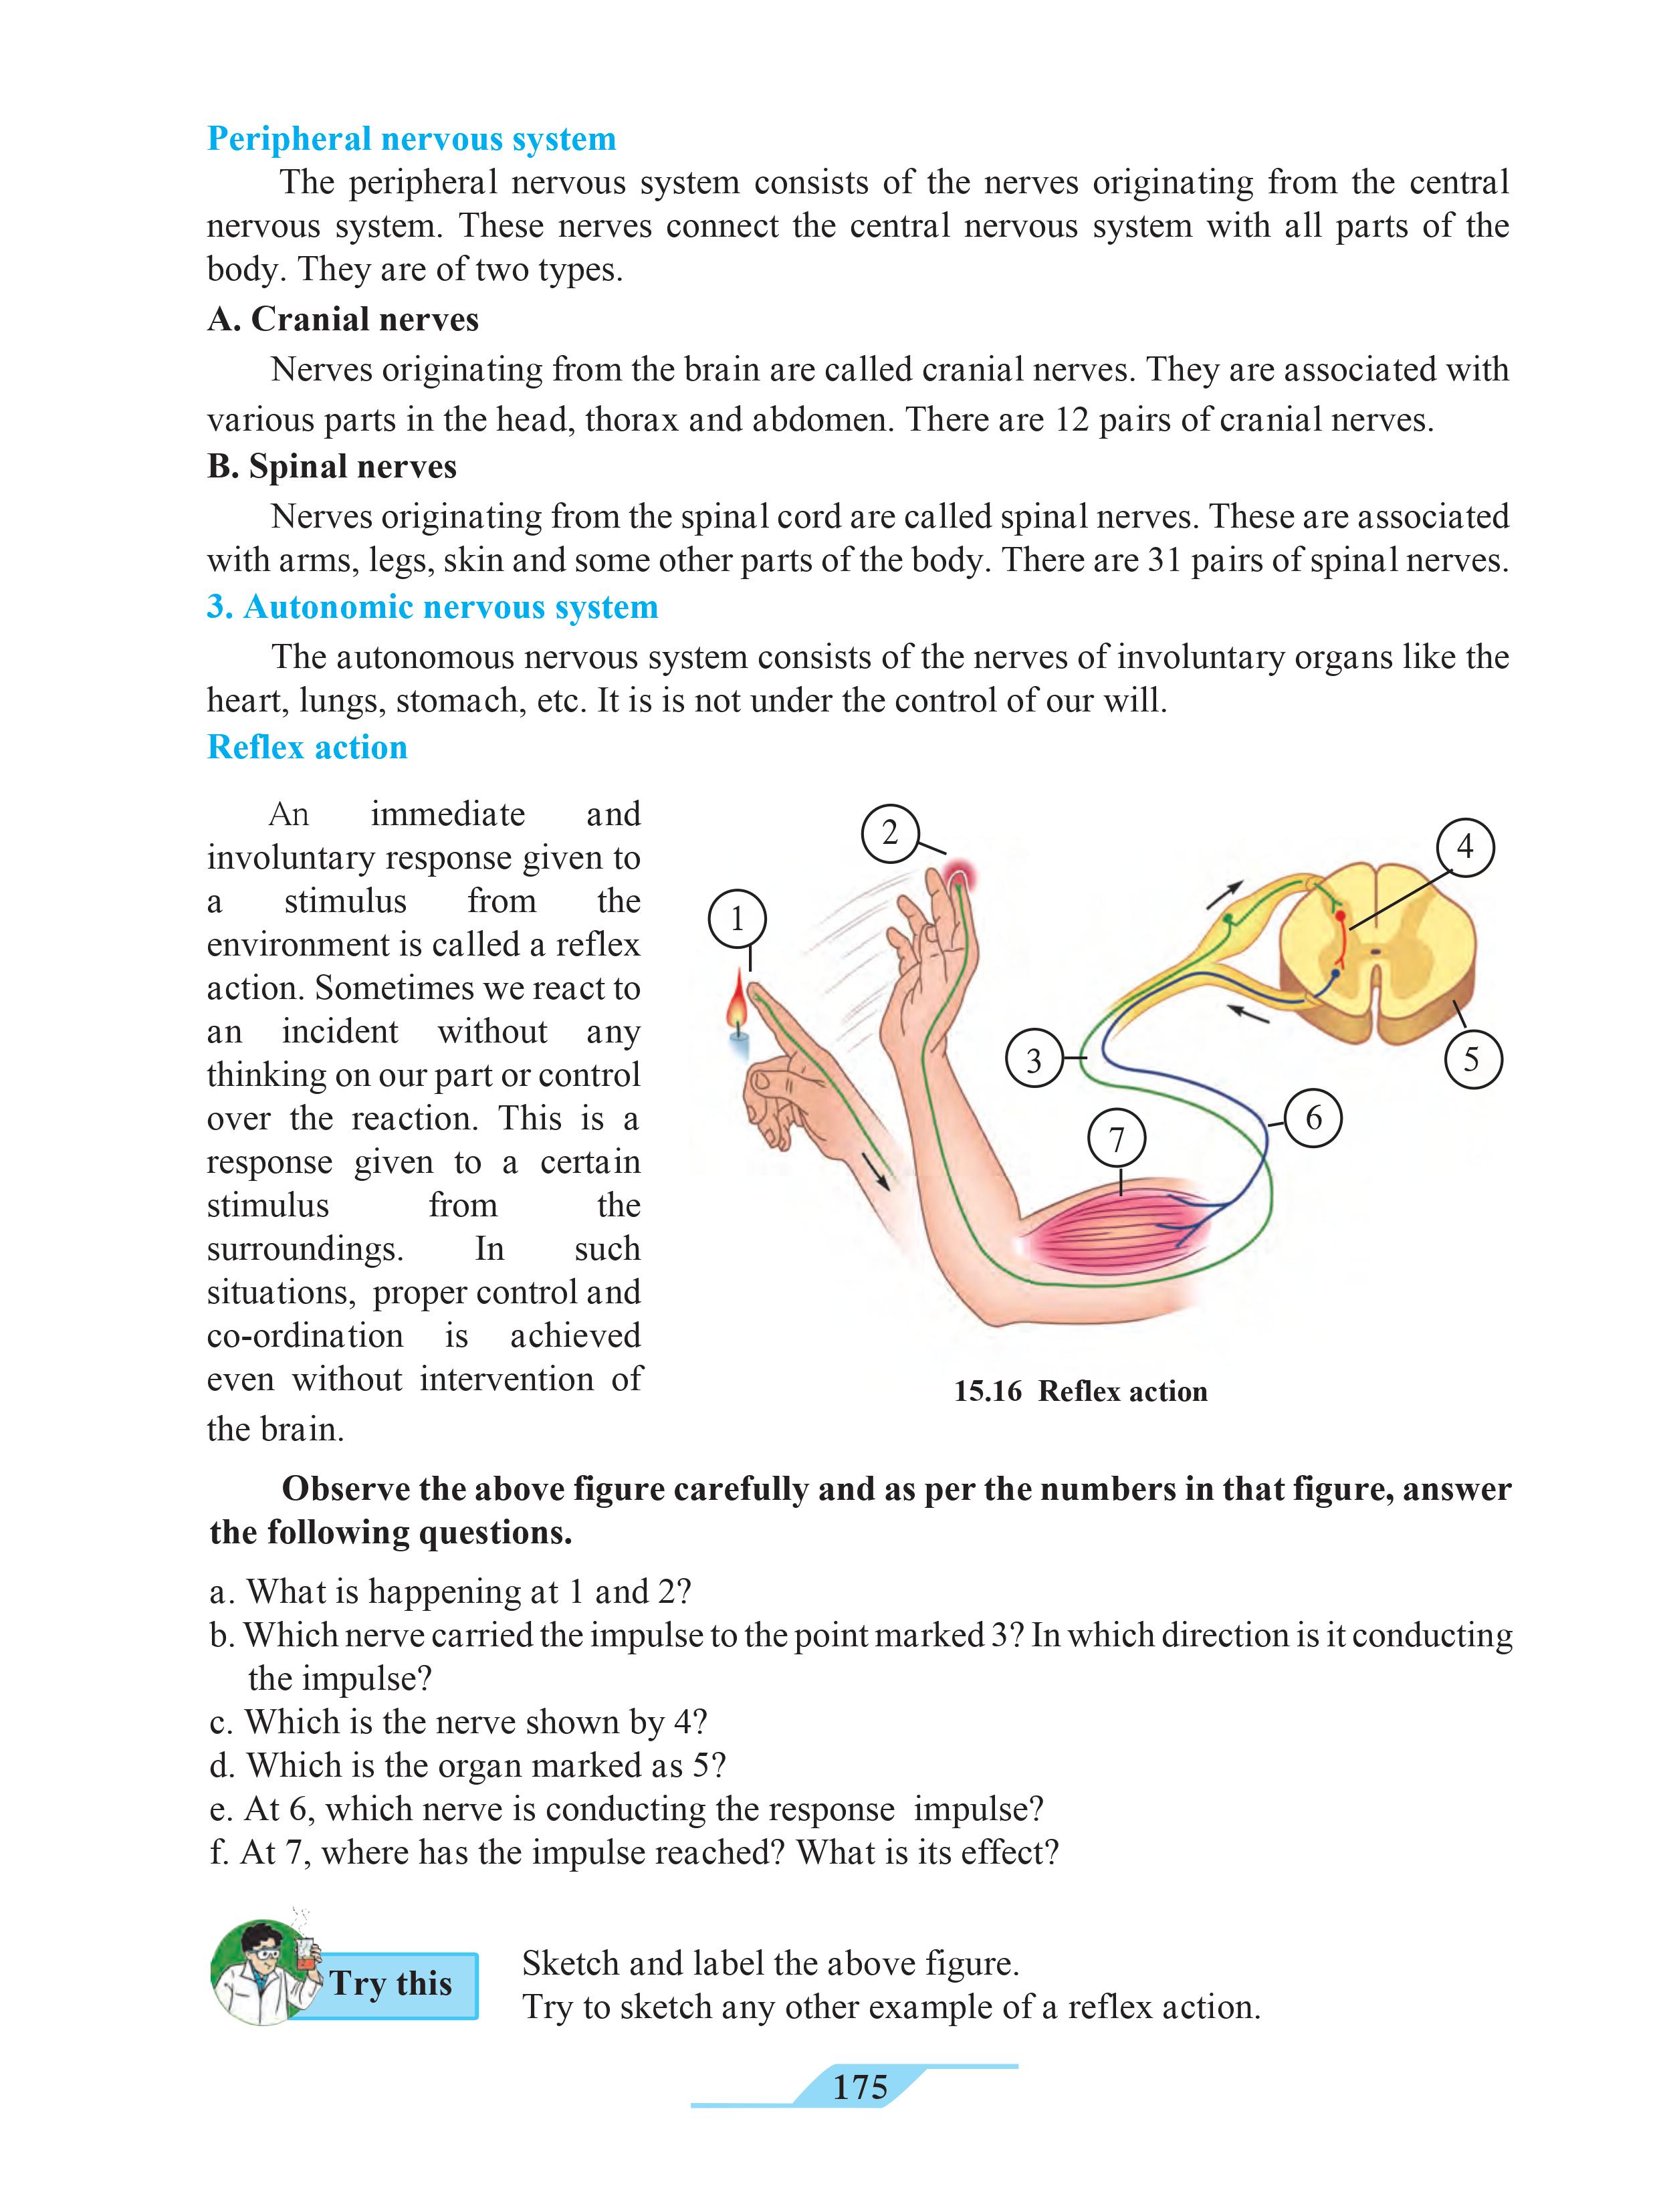 Peripheral nervous system
The peripheral nervous system consists of the nerves originating from the central
nervous system. These nerves connect the central nervous system with all parts of the
body. They are of two types.
A. Cranial nerves
Nerves originating from the brain are called cranial nerves. They are associated with
various parts in the head, thorax and abdomen. There are 12 pairs of cranial nerves.
B. Spinal nerves
Nerves originating from the spinal cord are called spinal nerves. These are associated
with arms, legs, skin and some other parts of the body. There are 31 pairs of spinal nerves.
3. Autonomic nervous system
The autonomous nervous system consists of the nerves of involuntary organs like the
heart, lungs, stomach, etc. It is is not under the control of our will.
Reflex action
An immediate and
involuntary response given to
a stimulus from the
environment is called a reflex
action. Sometimes we react to
an incident without any
thinking on our part or control
over the reaction. This is a
response given to a certain
stimulus from the
surroundings. In such
situations, proper control and
co-ordination is achieved
even without intervention of
the brain.
1
2
3
4
5
6
7
15.16 Reflex action
Observe the above figure carefully and as per the numbers in that figure, answer
the following questions.
a. What is happening at 1 and 2?
b. Which nerve carried the impulse to the point marked 3? In which direction is it conducting
the impulse?
c. Which is the nerve shown by 4?
d. Which is the organ marked as 5?
e. At 6, which nerve is conducting the response impulse?
f. At 7, where has the impulse reached? What is its effect?
Try this
Sketch and label the above figure.
Try to sketch any other example of a reflex action.
175